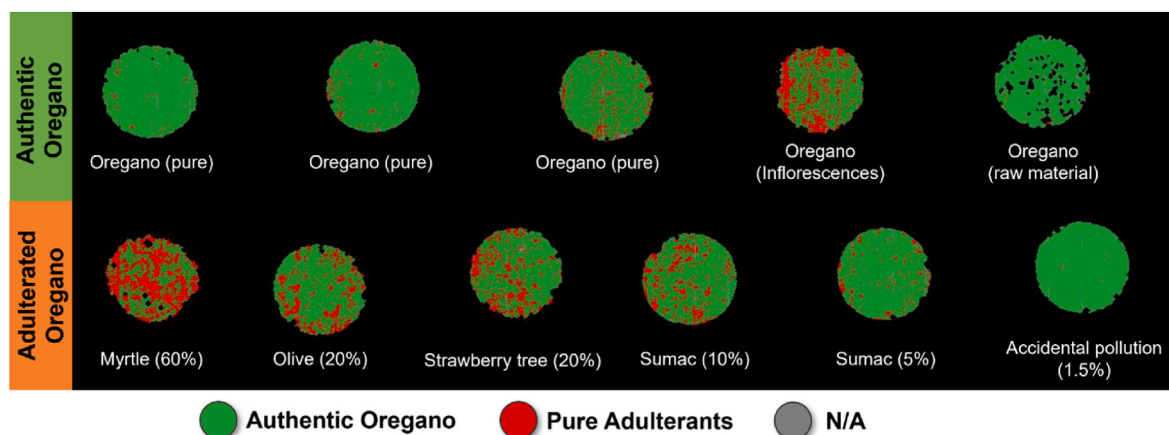 Authentic
Oregano
Oregano (pure)
Oregano (pure)
Oregano (pure)
Oregano
(Inflorescences)
Oregano
(raw material)
Adulterated
Oregano
Myrtle (60%)
Olive (20%)
Strawberry tree (20%)
Sumac (10%)
Sumac (5%)
Accidental pollution
(1.5%)
Authentic Oregano
Pure Adulterants
N/A